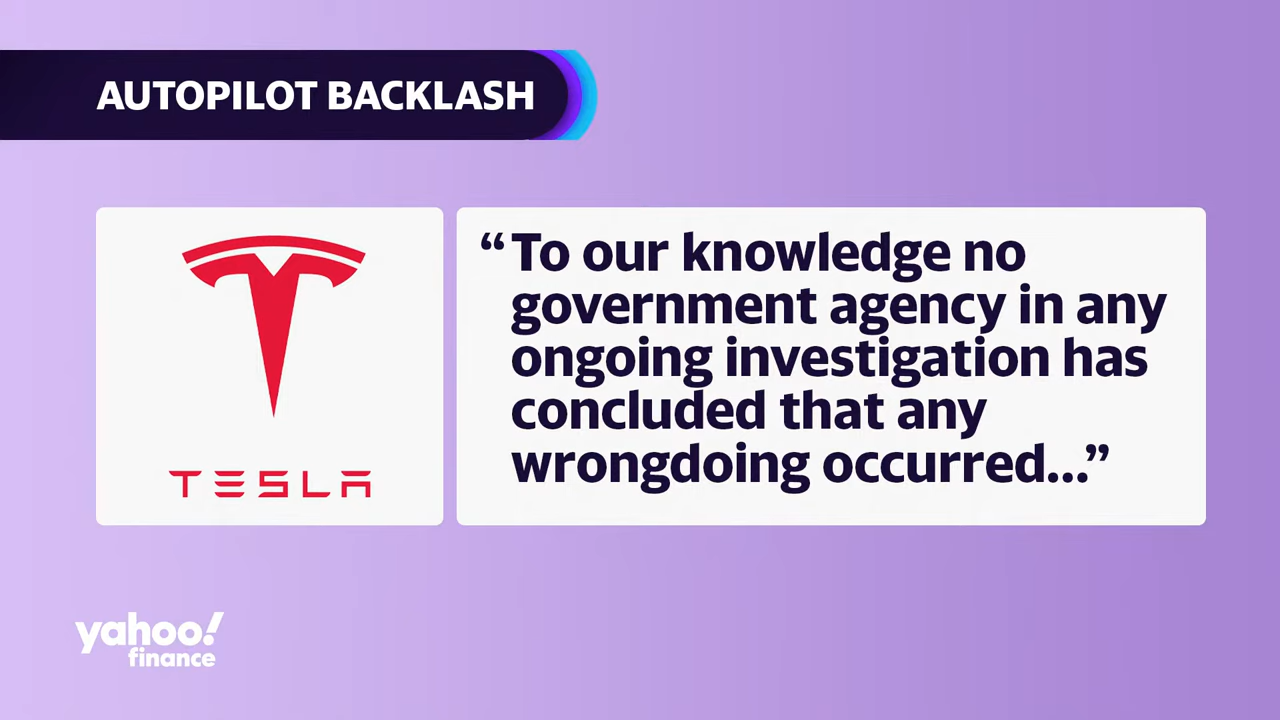 AUTOPILOT BACKLASH
TESLA
“To our knowledge no
government agency in any
ongoing investigation has
concluded that any
wrongdoing occurred...”
yahoo!
finance